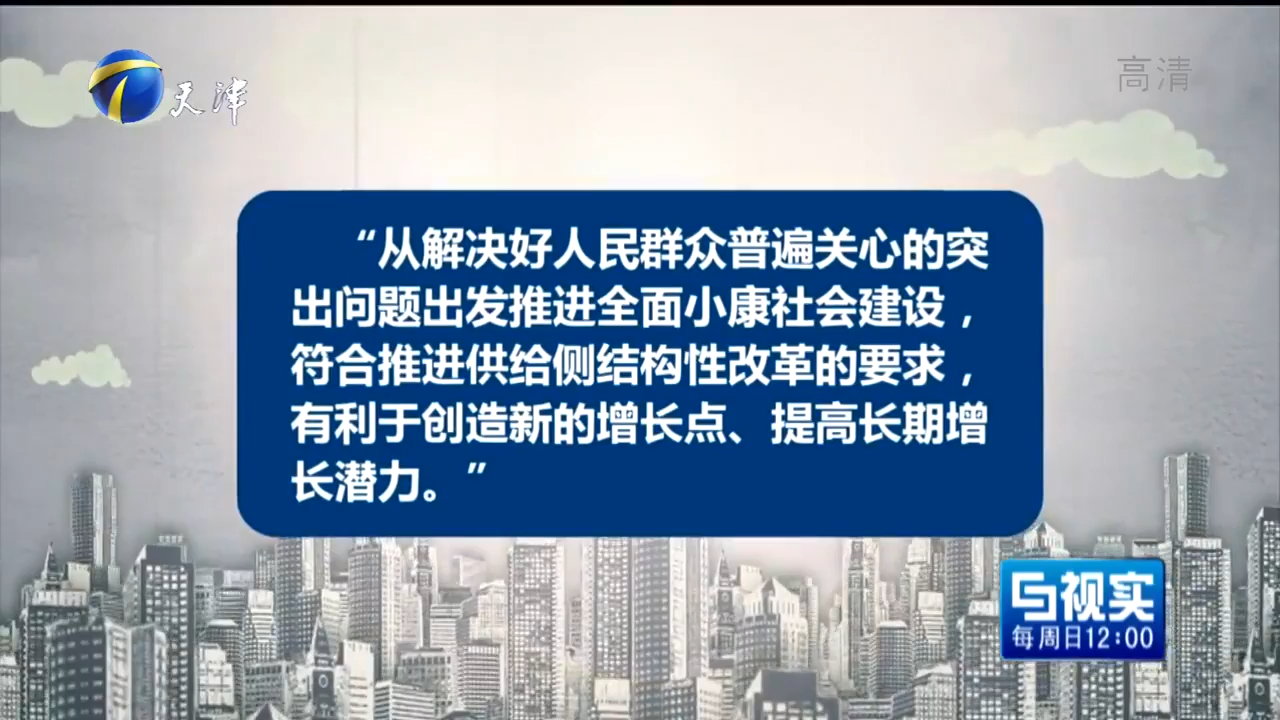 天津
高清
“从解决好人民群众普遍关心的突
出问题出发推进全面小康社会建设，
符合推进供给侧结构性改革的要求，
有利于创造新的增长点、提高长期增
长潜力。”
视实
每周日12:00